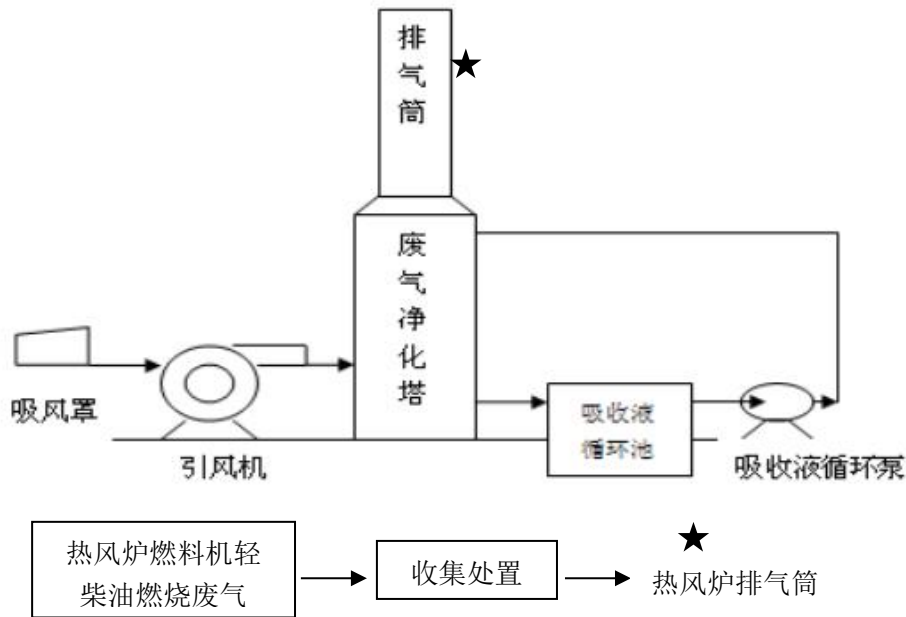 排气筒
废气净化塔
吸风罩
引风机
吸收液
循环池
吸收液循环泵
热风炉燃料机轻
柴油燃烧废气
收集处置
热风炉排气筒